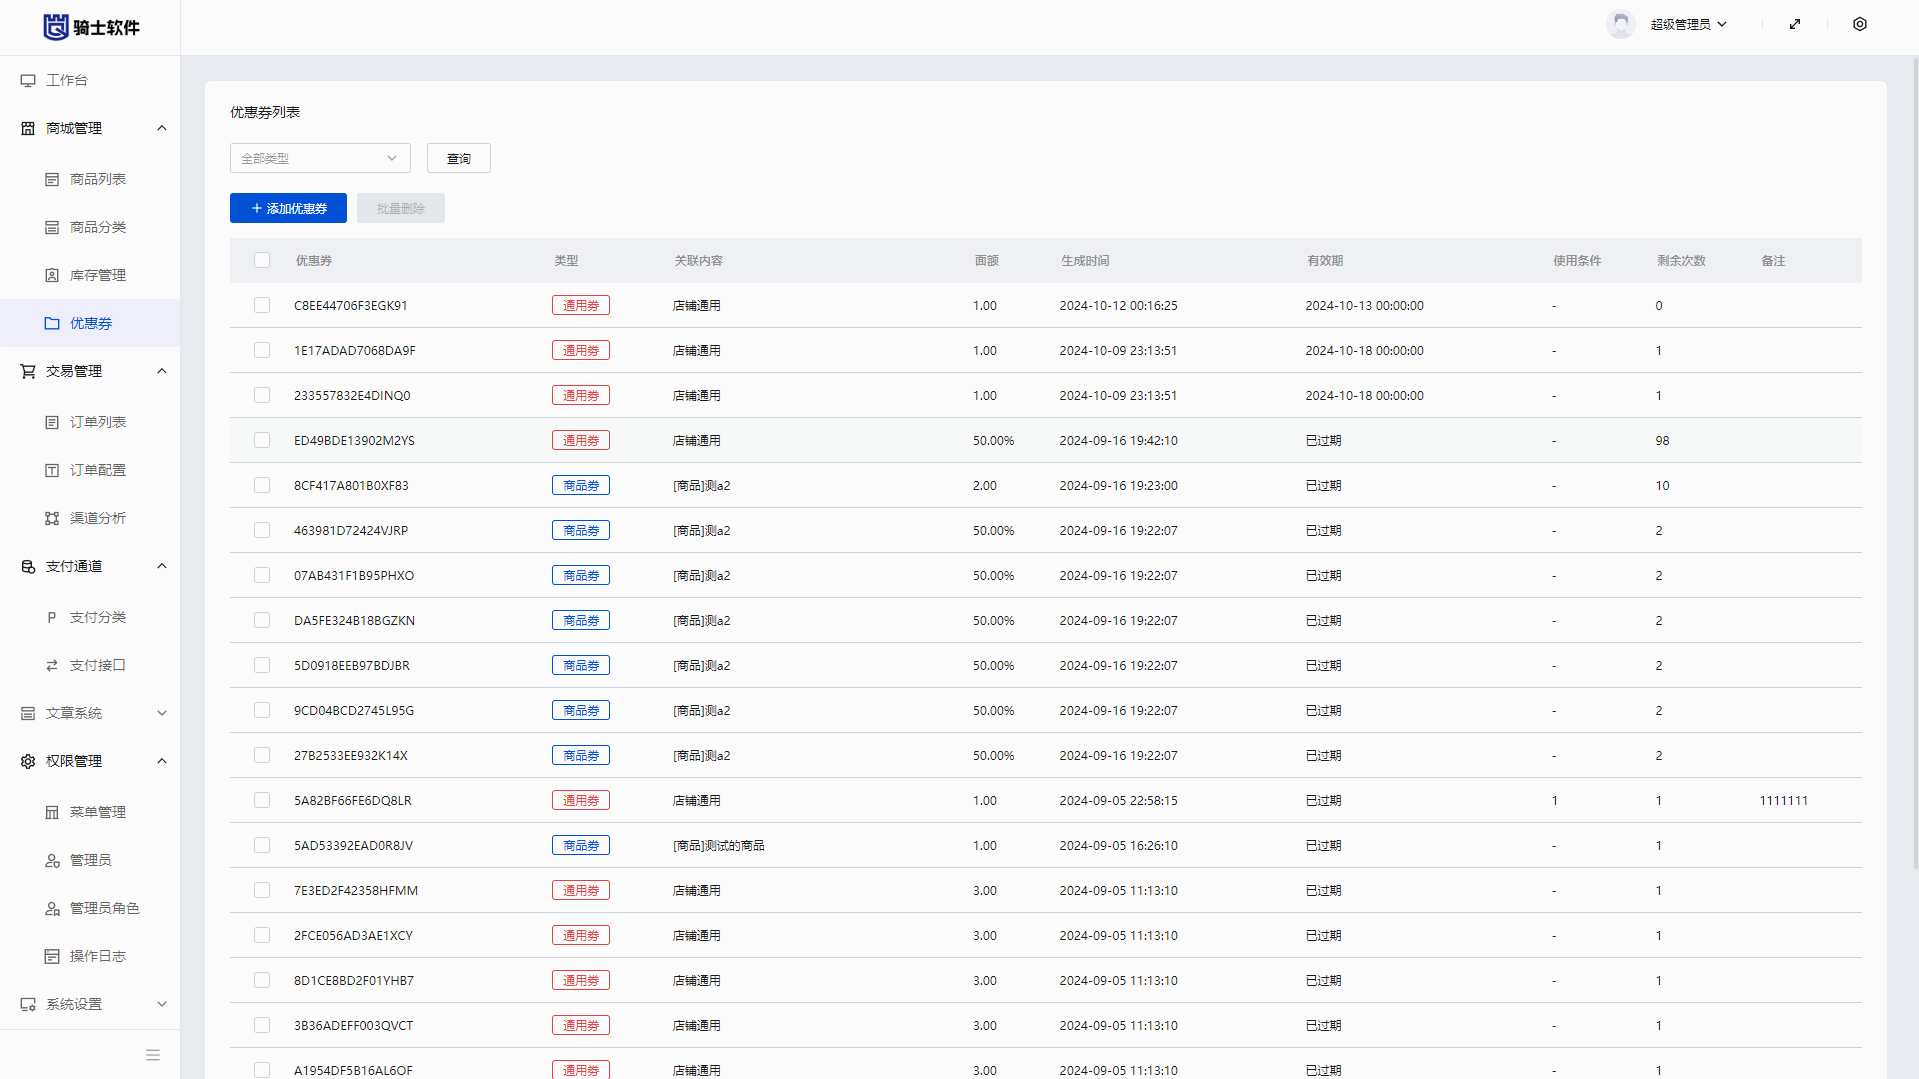 骑士软件
超级管理员
工作台
商城管理
商品列表
商品分类
库存管理
优惠券
交易管理
订单列表
订单配置
渠道分析
支付通道
支付分类
支付接口
文章系统
权限管理
菜单管理
管理员
管理员角色
操作日志
系统设置
优惠券列表
全部类型 查询
+ 添加优惠券 批量删除
优惠券 类型 关联内容 面额 生成时间 有效期 使用条件 剩余次数 备注
C8EE44706F3EGK91 通用券 店铺通用 1.00 2024-10-12 00:16:25 2024-10-13 00:00:00 - 0
1E17ADAD7068DA9F 通用券 店铺通用 1.00 2024-10-09 23:13:51 2024-10-18 00:00:00 - 1
233557832E4DINQ0 通用券 店铺通用 1.00 2024-10-09 23:13:51 2024-10-18 00:00:00 - 1
ED49BDE13902M2YS 通用券 店铺通用 50.00% 2024-09-16 19:42:10 已过期 - 98
8CF417A801B0XF83 商品券 [商品]测a2 2.00 2024-09-16 19:23:00 已过期 - 10
463981D72424VJRP 商品券 [商品]测a2 50.00% 2024-09-16 19:22:07 已过期 - 2
07AB431F1B95PHXO 商品券 [商品]测a2 50.00% 2024-09-16 19:22:07 已过期 - 2
DA5FE324B18BGZKN 商品券 [商品]测a2 50.00% 2024-09-16 19:22:07 已过期 - 2
5D0918EEB97BDJBR 商品券 [商品]测a2 50.00% 2024-09-16 19:22:07 已过期 - 2
9CD04BCD2745L95G 商品券 [商品]测a2 50.00% 2024-09-16 19:22:07 已过期 - 2
27B2533EE932K14X 商品券 [商品]测a2 50.00% 2024-09-16 19:22:07 已过期 - 2
5A82BF66FE6DQ8LR 通用券 店铺通用 1.00 2024-09-05 22:58:15 已过期 1 1 1111111
5AD53392EAD0R8JV 商品券 [商品]测试的商品 1.00 2024-09-05 16:26:10 已过期 - 1
7E3ED2F42358HFMM 通用券 店铺通用 3.00 2024-09-05 11:13:10 已过期 - 1
2FCE056AD3AE1XCY 通用券 店铺通用 3.00 2024-09-05 11:13:10 已过期 - 1
8D1CE8BD2F01YHB7 通用券 店铺通用 3.00 2024-09-05 11:13:10 已过期 - 1
3B36ADEFF003QVCT 通用券 店铺通用 3.00 2024-09-05 11:13:10 已过期 - 1
A1954DF5B16AL6OF 通用券 店铺通用 3.00 2024-09-05 11:13:10 已过期 - 1